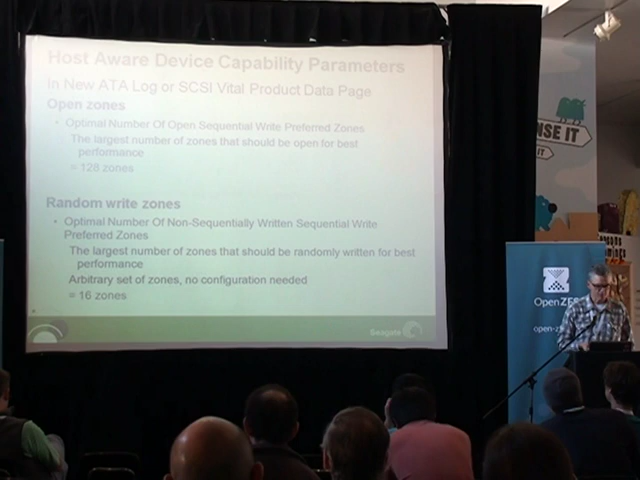 Host Aware Device Capability Parameters
In New ATA Log or SCSI Vital Product Data Page
Open zones
• Optimal Number Of Open Sequential Write Preferred Zones
The largest number of zones that should be open for best
performance
= 128 zones
Random write zones
• Optimal Number Of Non-Sequentially Written Sequential Write
Preferred Zones
The largest number of zones that should be randomly written for best
performance
Arbitrary set of zones, no configuration needed
= 16 zones
Seagate
NSE IT
IT
OpenZFS
open-z